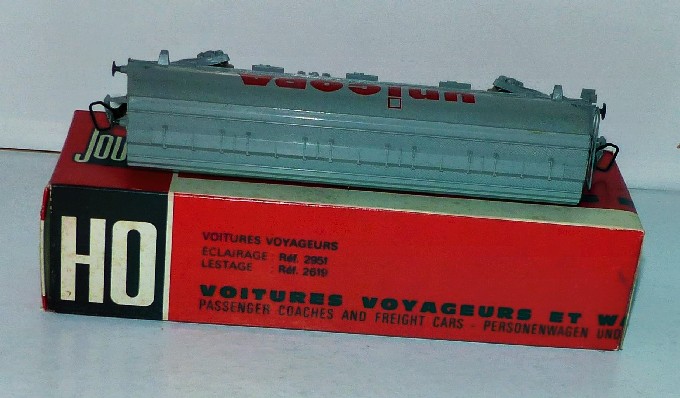 unjcora
JOU
HO
VOITURES VOYAGEURS
ÉCLAIRAGE : Réf. 2951
LESTAGE : Réf. 2619
VOITURES VOYAGEURS ET
PASSENGER COACHES AND FREIGHT CARS - PERSONENWAGEN UND